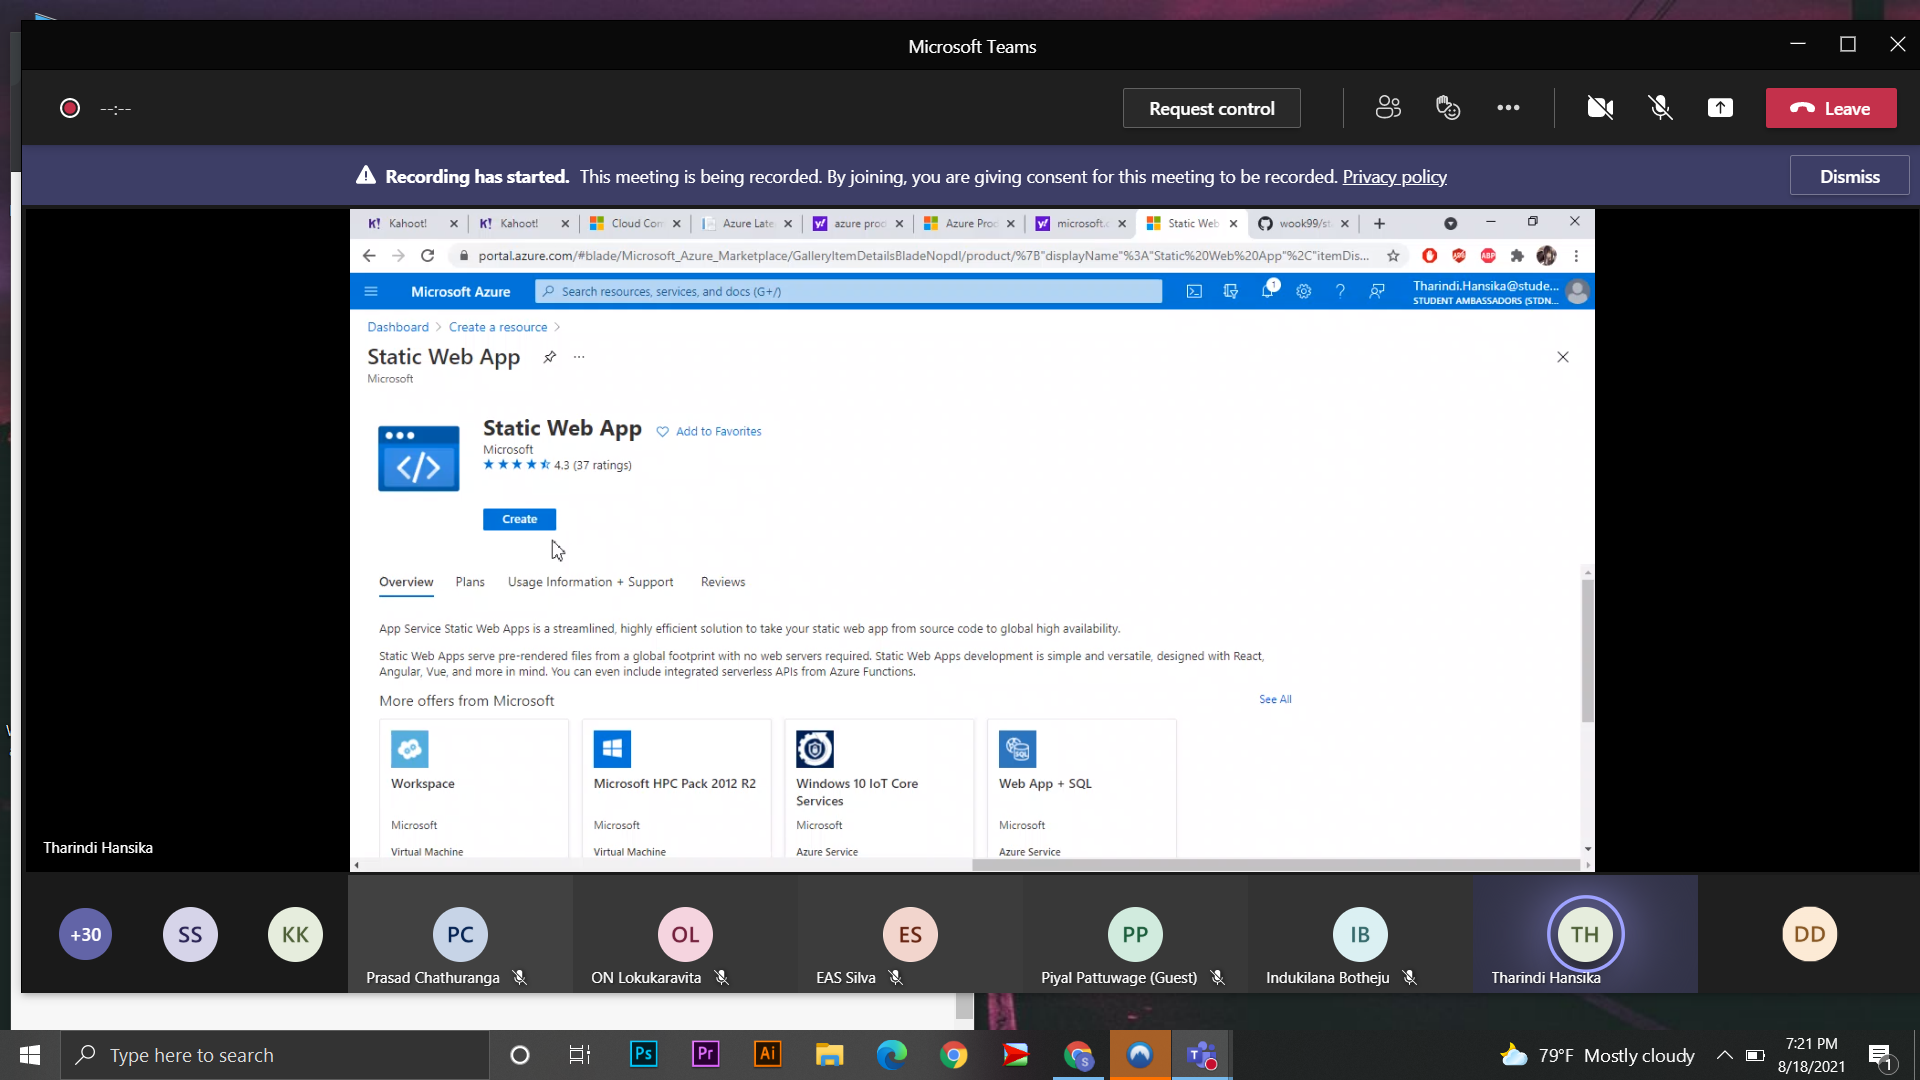 Microsoft Teams
--:--
Request control
Leave
Recording has started. This meeting is being recorded. By joining, you are giving consent for this meeting to be recorded. Privacy policy
Dismiss
K! Kahoot!
K! Kahoot!
Cloud Com
Azure Late
y! azure prod
Azure Proc
y! microsoft.c
Static Web
wook99/st
portal.azure.com/#blade/Microsoft_Azure_Marketplace/GalleryItemDetailsBladeNopdl/product/%7B"displayName"%3A"Static%20Web%20App"%2C"itemDis...
ABP
Microsoft Azure
Search resources, services, and docs (G+/)
1
Tharindi.Hansika@stude...
STUDENT AMBASSADORS (STDN...
Dashboard > Create a resource >
Static Web App
Microsoft
Static Web App
Add to Favorites
Microsoft
4.3 (37 ratings)
Create
Overview Plans Usage Information + Support Reviews
App Service Static Web Apps is a streamlined, highly efficient solution to take your static web app from source code to global high availability.
Static Web Apps serve pre-rendered files from a global footprint with no web servers required. Static Web Apps development is simple and versatile, designed with React,
Angular, Vue, and more in mind. You can even include integrated serverless APIs from Azure Functions.
More offers from Microsoft
See All
Workspace
Microsoft
Virtual Machine
Microsoft HPC Pack 2012 R2
Microsoft
Virtual Machine
Windows 10 IoT Core
Services
Microsoft
Azure Service
SQL
Web App + SQL
Microsoft
Azure Service
Tharindi Hansika
+30
SS
KK
PC
Prasad Chathuranga
OL
ON Lokukaravita
ES
EAS Silva
PP
Piyal Pattuwage (Guest)
IB
Indukilana Botheju
TH
Tharindi Hansika
DD
Type here to search
Ps
Pr
Ai
S
79°F Mostly cloudy
7:21 PM
8/18/2021
1